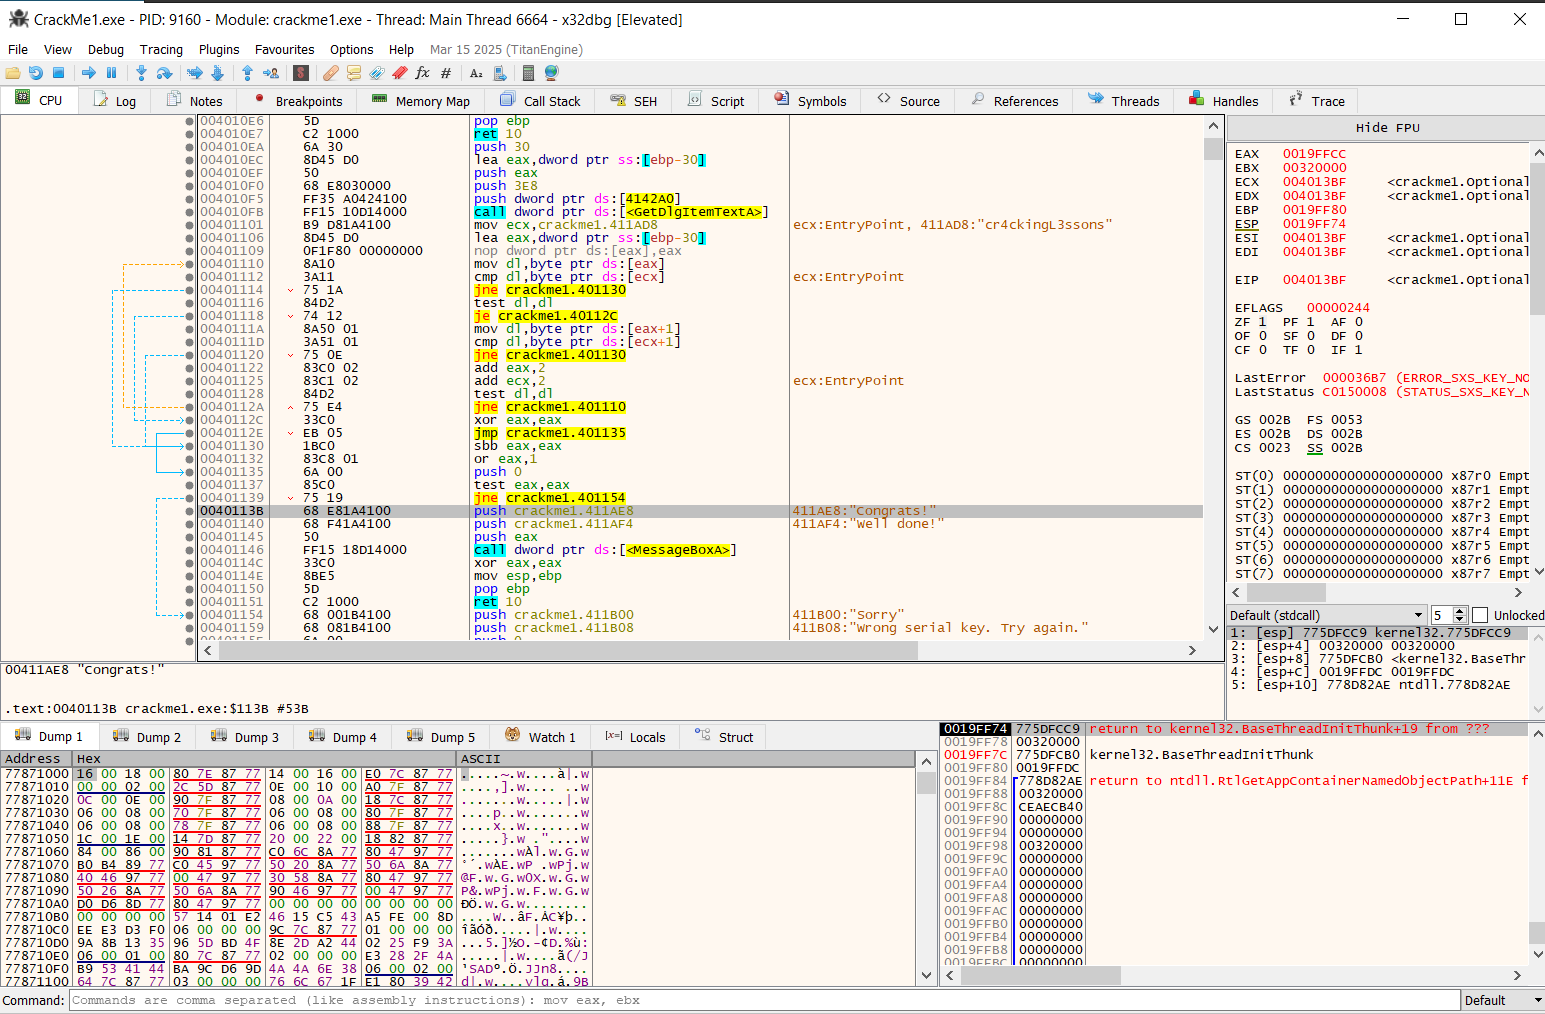 CrackMe1.exe - PID: 9160 - Module: crackme1.exe - Thread: Main Thread 6664 - x32dbg [Elevated]
File View Debug Tracing Plugins Favourites Options Help Mar 15 2025 (TitanEngine)
CPU Log Notes Breakpoints Memory Map Call Stack SEH Script Symbols Source References Threads Handles Trace
004010E6 5D pop ebp
004010E7 C2 1000 ret 10
004010EA 6A 30 push 30
004010EC 8D45 D0 lea eax,dword ptr ss:[ebp-30]
004010EF 50 push eax
004010F0 68 E8030000 push 3E8
004010F5 FF35 A0424100 push dword ptr ds:[4142A0]
004010FB FF15 10D14000 call dword ptr ds:[<GetDlgItemTextA>]
00401101 B9 D81A4100 mov ecx,crackme1.411AD8 ecx:EntryPoint, 411AD8:"cr4ckingL3ssons"
00401106 8D45 D0 lea eax,dword ptr ss:[ebp-30]
00401109 0F1F80 00000000 nop dword ptr ds:[eax],eax
00401110 8A10 mov dl,byte ptr ds:[eax]
00401112 3A11 cmp dl,byte ptr ds:[ecx] ecx:EntryPoint
00401114 75 1A jne crackme1.401130
00401116 84D2 test dl,dl
00401118 74 12 je crackme1.40112C
0040111A 8A50 01 mov dl,byte ptr ds:[eax+1]
0040111D 3A51 01 cmp dl,byte ptr ds:[ecx+1]
00401120 75 0E jne crackme1.401130
00401122 83C0 02 add eax,2
00401125 83C1 02 add ecx,2 ecx:EntryPoint
00401128 84D2 test dl,dl
0040112A 75 E4 jne crackme1.401110
0040112C 33C0 xor eax,eax
0040112E EB 05 jmp crackme1.401135
00401130 1BC0 sbb eax,eax
00401132 83C8 01 or eax,1
00401135 6A 00 push 0
00401137 85C0 test eax,eax
00401139 75 19 jne crackme1.401154
0040113B 68 E81A4100 push crackme1.411AE8 411AE8:"Congrats!"
00401140 68 F41A4100 push crackme1.411AF4 411AF4:"Well done!"
00401145 50 push eax
00401146 FF15 18D14000 call dword ptr ds:[<MessageBoxA>]
0040114C 33C0 xor eax,eax
0040114E 8BE5 mov esp,ebp
00401150 5D pop ebp
00401151 C2 1000 ret 10
00401154 68 001B4100 push crackme1.411B00 411B00:"Sorry"
00401159 68 081B4100 push crackme1.411B08 411B08:"Wrong serial key. Try again."
0040115E 6A 00 push 0
00411AE8 "Congrats!"
.text:0040113B crackme1.exe:$113B #53B
Hide FPU
EAX 0019FFCC
EBX 00320000
ECX 004013BF <crackme1.Optional
EDX 004013BF <crackme1.Optional
EBP 0019FF80
ESP 0019FF74
ESI 004013BF <crackme1.Optional
EDI 004013BF <crackme1.Optional
EIP 004013BF <crackme1.Optional
EFLAGS 00000244
ZF 1 PF 1 AF 0
OF 0 SF 0 DF 0
CF 0 TF 0 IF 1
LastError 000036B7 (ERROR_SXS_KEY_NO
LastStatus C0150008 (STATUS_SXS_KEY_N
GS 002B FS 0053
ES 002B DS 002B
CS 0023 SS 002B
ST(0) 00000000000000000000 x87r0 Empt
ST(1) 00000000000000000000 x87r1 Empt
ST(2) 00000000000000000000 x87r2 Empt
ST(3) 00000000000000000000 x87r3 Empt
ST(4) 00000000000000000000 x87r4 Empt
ST(5) 00000000000000000000 x87r5 Empt
ST(6) 00000000000000000000 x87r6 Empt
ST(7) 00000000000000000000 x87r7 Empt
Default (stdcall) 5 Unlocked
1: [esp] 775DFCC9 kernel32.775DFCC9
2: [esp+4] 00320000 00320000
3: [esp+8] 775DFCB0 <kernel32.BaseThr
4: [esp+C] 0019FFDC 0019FFDC
5: [esp+10] 778D82AE ntdll.778D82AE
Dump 1 Dump 2 Dump 3 Dump 4 Dump 5 Watch 1 Locals Struct
Address Hex ASCII
77871000 16 00 18 00 80 7E 87 77 14 00 16 00 E0 7C 87 77 .....~.w....à|.w
77871010 00 00 02 00 2C 5D 87 77 0E 00 10 00 A0 7F 87 77 ....,].w.... ..w
77871020 0C 00 0E 00 90 7F 87 77 08 00 0A 00 18 7C 87 77 .......w.....|.w
77871030 06 00 08 00 70 7F 87 77 06 00 08 00 80 7F 87 77 ....p..w.......w
77871040 06 00 08 00 78 7F 87 77 06 00 08 00 88 7F 87 77 ....x..w.......w
77871050 1C 00 1E 00 14 7D 87 77 20 00 22 00 18 82 87 77 .....}.w .".....w
77871060 84 00 86 00 90 81 87 77 C0 6C 8A 77 80 47 97 77 .......wÀl.w.G.w
77871070 B0 B4 89 77 C0 45 97 77 50 20 8A 77 50 6A 8A 77 °´.wÀE.wP .wPj.w
77871080 40 46 97 77 00 47 97 77 30 58 8A 77 80 47 97 77 @F.w.G.w0X.w.G.w
77871090 50 26 8A 77 50 6A 8A 77 90 46 97 77 00 47 97 77 P&.wPj.w.F.w.G.w
778710A0 D0 D6 8D 77 80 47 97 77 00 00 00 00 00 00 00 00 ÐÖ.w.G.w........
778710B0 00 00 00 00 57 14 01 E2 46 15 C5 43 A5 FE 00 8D ....W..âF.ÅC¥þ..
778710C0 EE E3 D3 F0 06 00 00 00 9C 7C 87 77 01 00 00 00 îãÓð.....|.w....
778710D0 9A 8B 13 35 96 5D BD 4F 8E 2D A2 44 02 25 F9 3A ...5.]½O.-¢D.%ù:
778710E0 06 00 01 00 80 7C 87 77 02 00 00 00 E3 28 2F 4A .....|.w....ã(/J
778710F0 B9 53 41 44 BA 9C D6 9D 4A 4A 6E 38 06 00 02 00 ¹SADº.Ö.JJn8....
77871100 64 7C 87 77 03 00 00 00 76 6C 67 1F E1 80 39 42 d|.w....vlg.á.9B
0019FF74 775DFCC9 return to kernel32.BaseThreadInitThunk+19 from ???
0019FF78 00320000
0019FF7C 775DFCB0 kernel32.BaseThreadInitThunk
0019FF80 0019FFDC
0019FF84 778D82AE return to ntdll.RtlGetAppContainerNamedObjectPath+11E f
0019FF88 00320000
0019FF8C CEAECB40
0019FF90 00000000
0019FF94 00000000
0019FF98 00320000
0019FF9C 00000000
0019FFA0 00000000
0019FFA4 00000000
0019FFA8 00000000
0019FFAC 00000000
0019FFB0 00000000
0019FFB4 00000000
0019FFB8 00000000
0019FFBC 00000000
Command: Commands are comma separated (like assembly instructions): mov eax, ebx Default